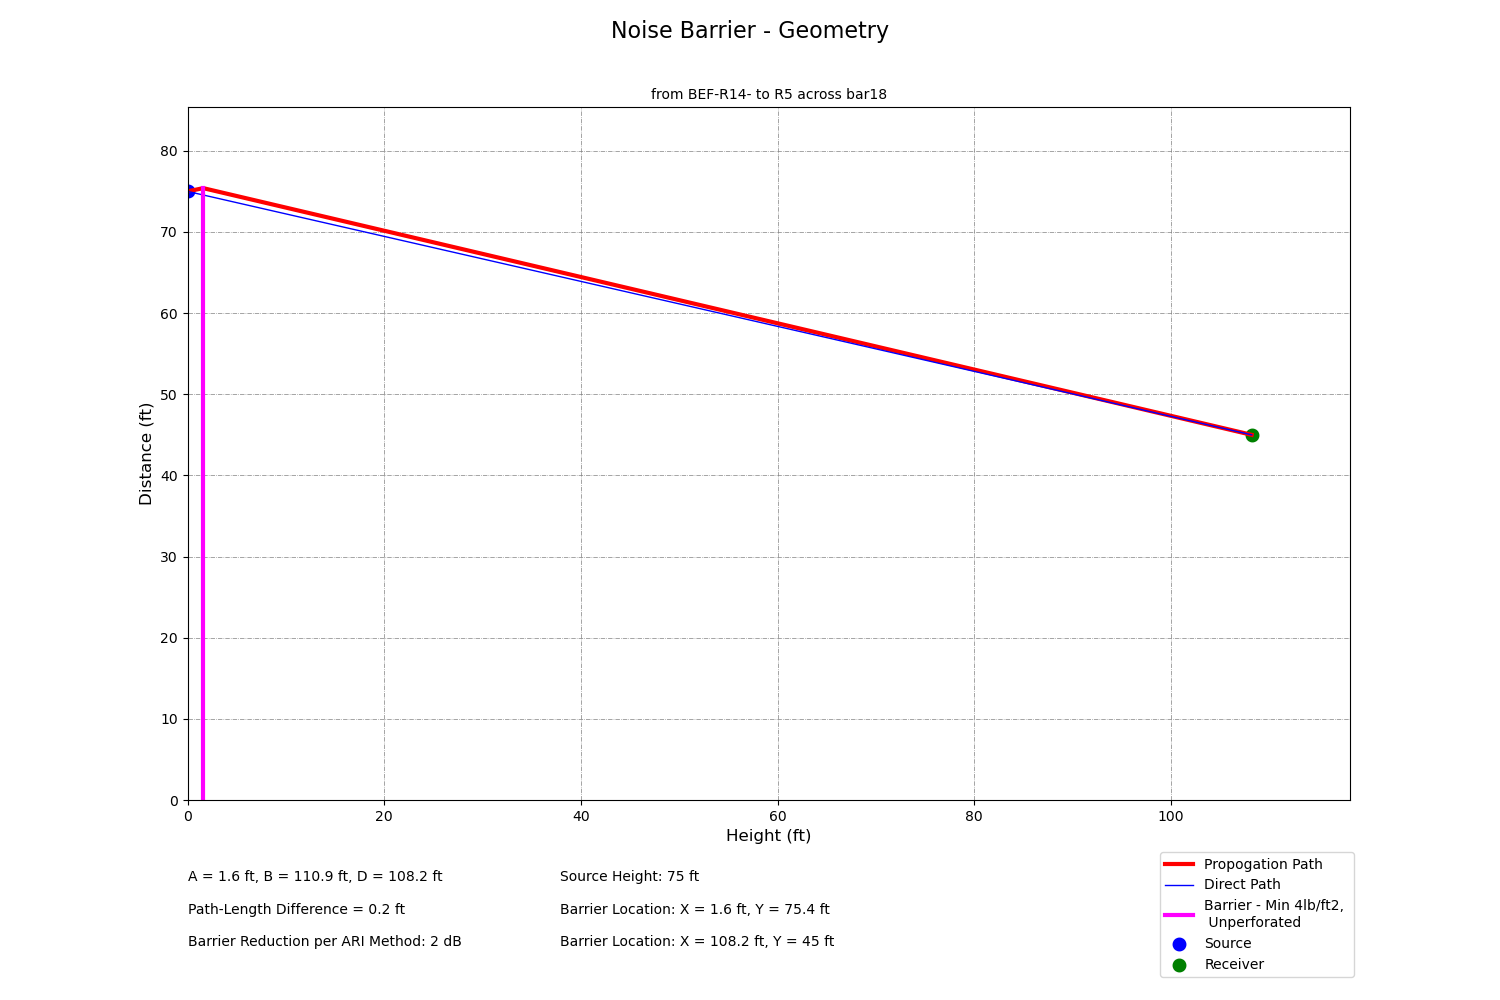 Noise Barrier - Geometry
from BEF-R14- to R5 across bar18
80
70
60
50
40
30
20
10
0
Distance (ft)
0 20 40 60 80 100
Height (ft)
A = 1.6 ft, B = 110.9 ft, D = 108.2 ft
Path-Length Difference = 0.2 ft
Barrier Reduction per ARI Method: 2 dB
Source Height: 75 ft
Barrier Location: X = 1.6 ft, Y = 75.4 ft
Barrier Location: X = 108.2 ft, Y = 45 ft
Propogation Path
Direct Path
Barrier - Min 4lb/ft2,
Unperforated
Source
Receiver